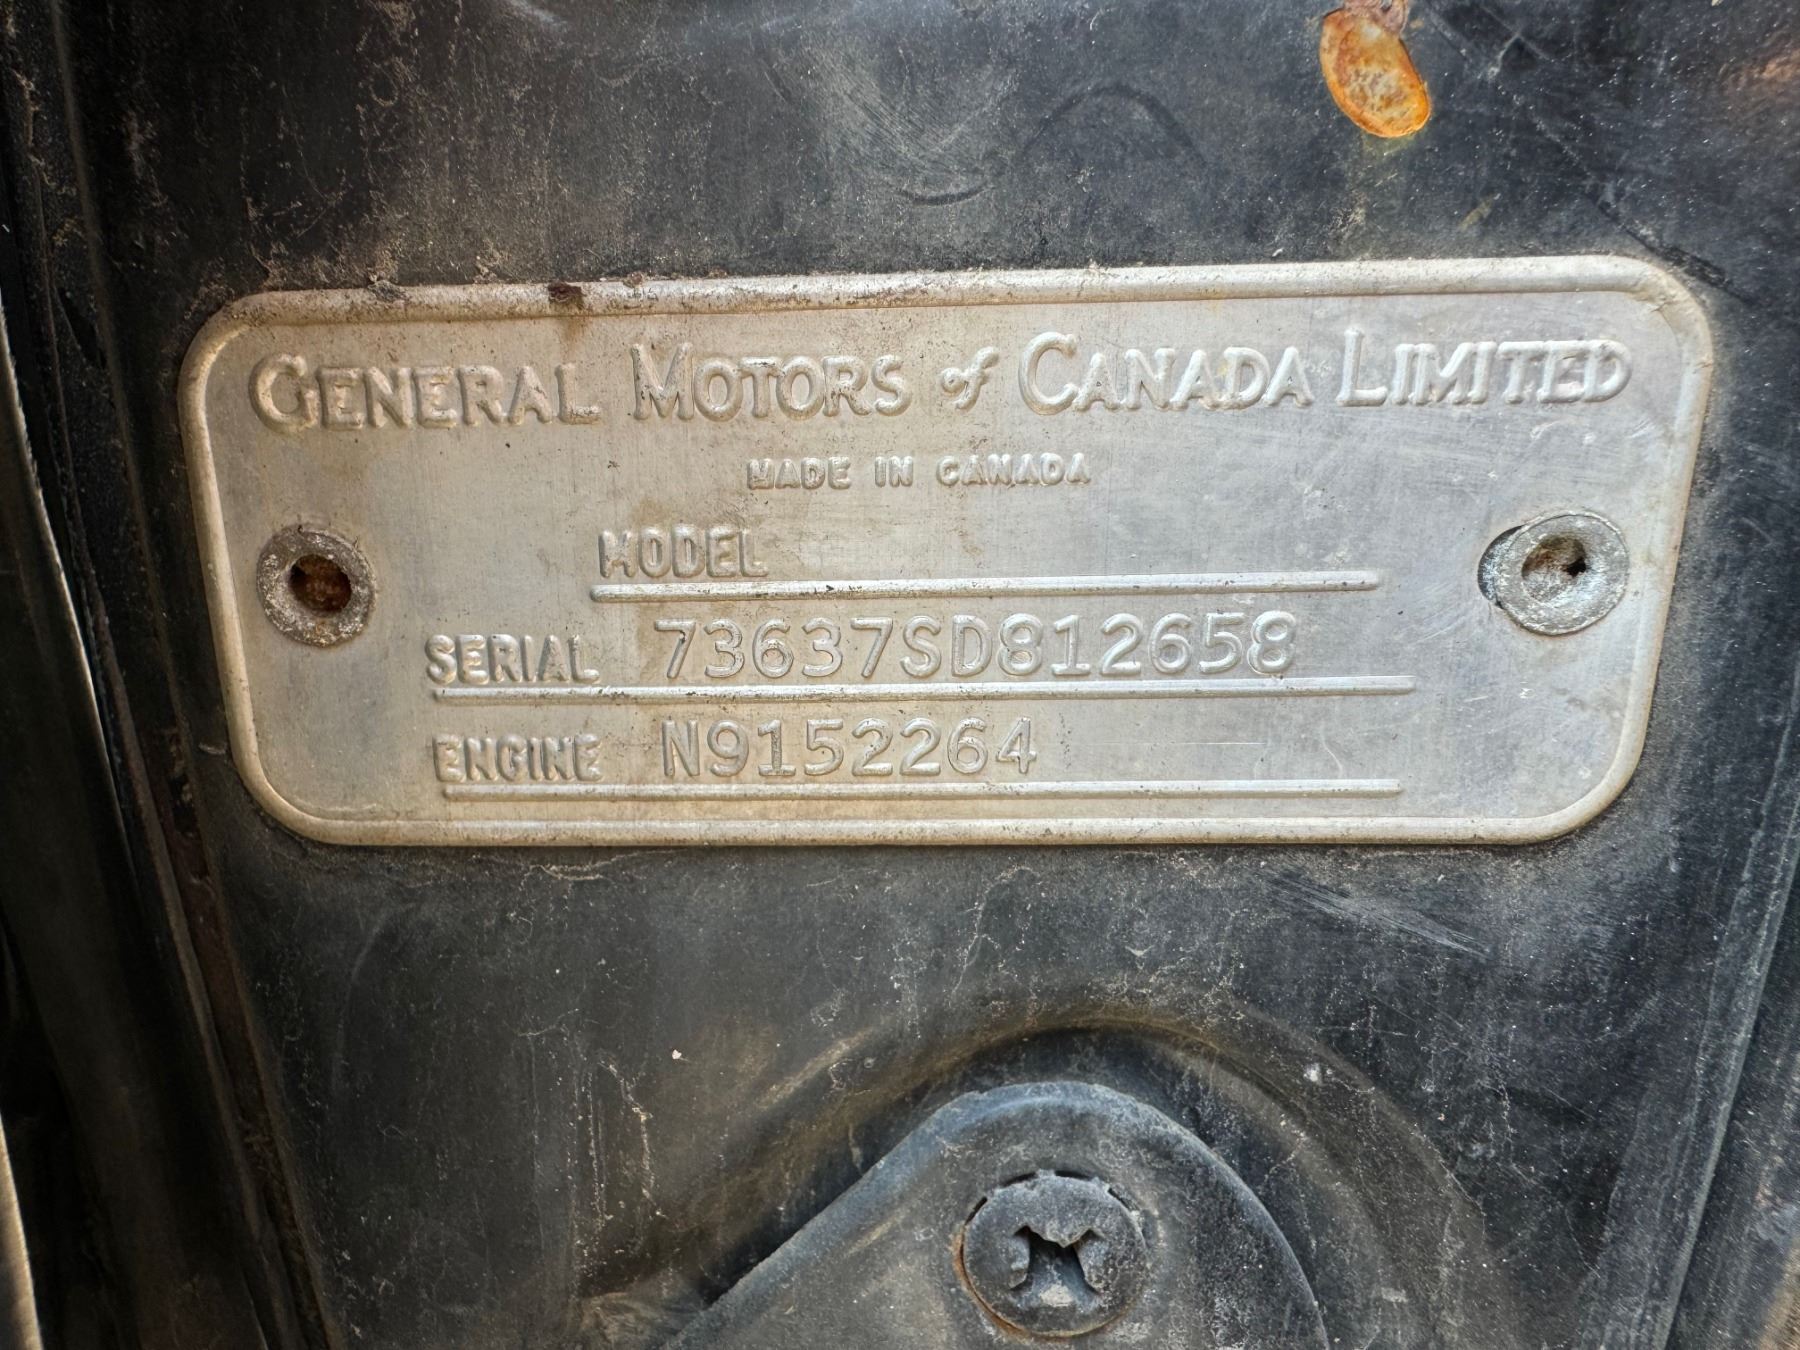 GENERAL MOTORS of CANADA LIMITED
MADE IN CANADA
MODEL
SERIAL 73637SD812658
ENGINE N9152264